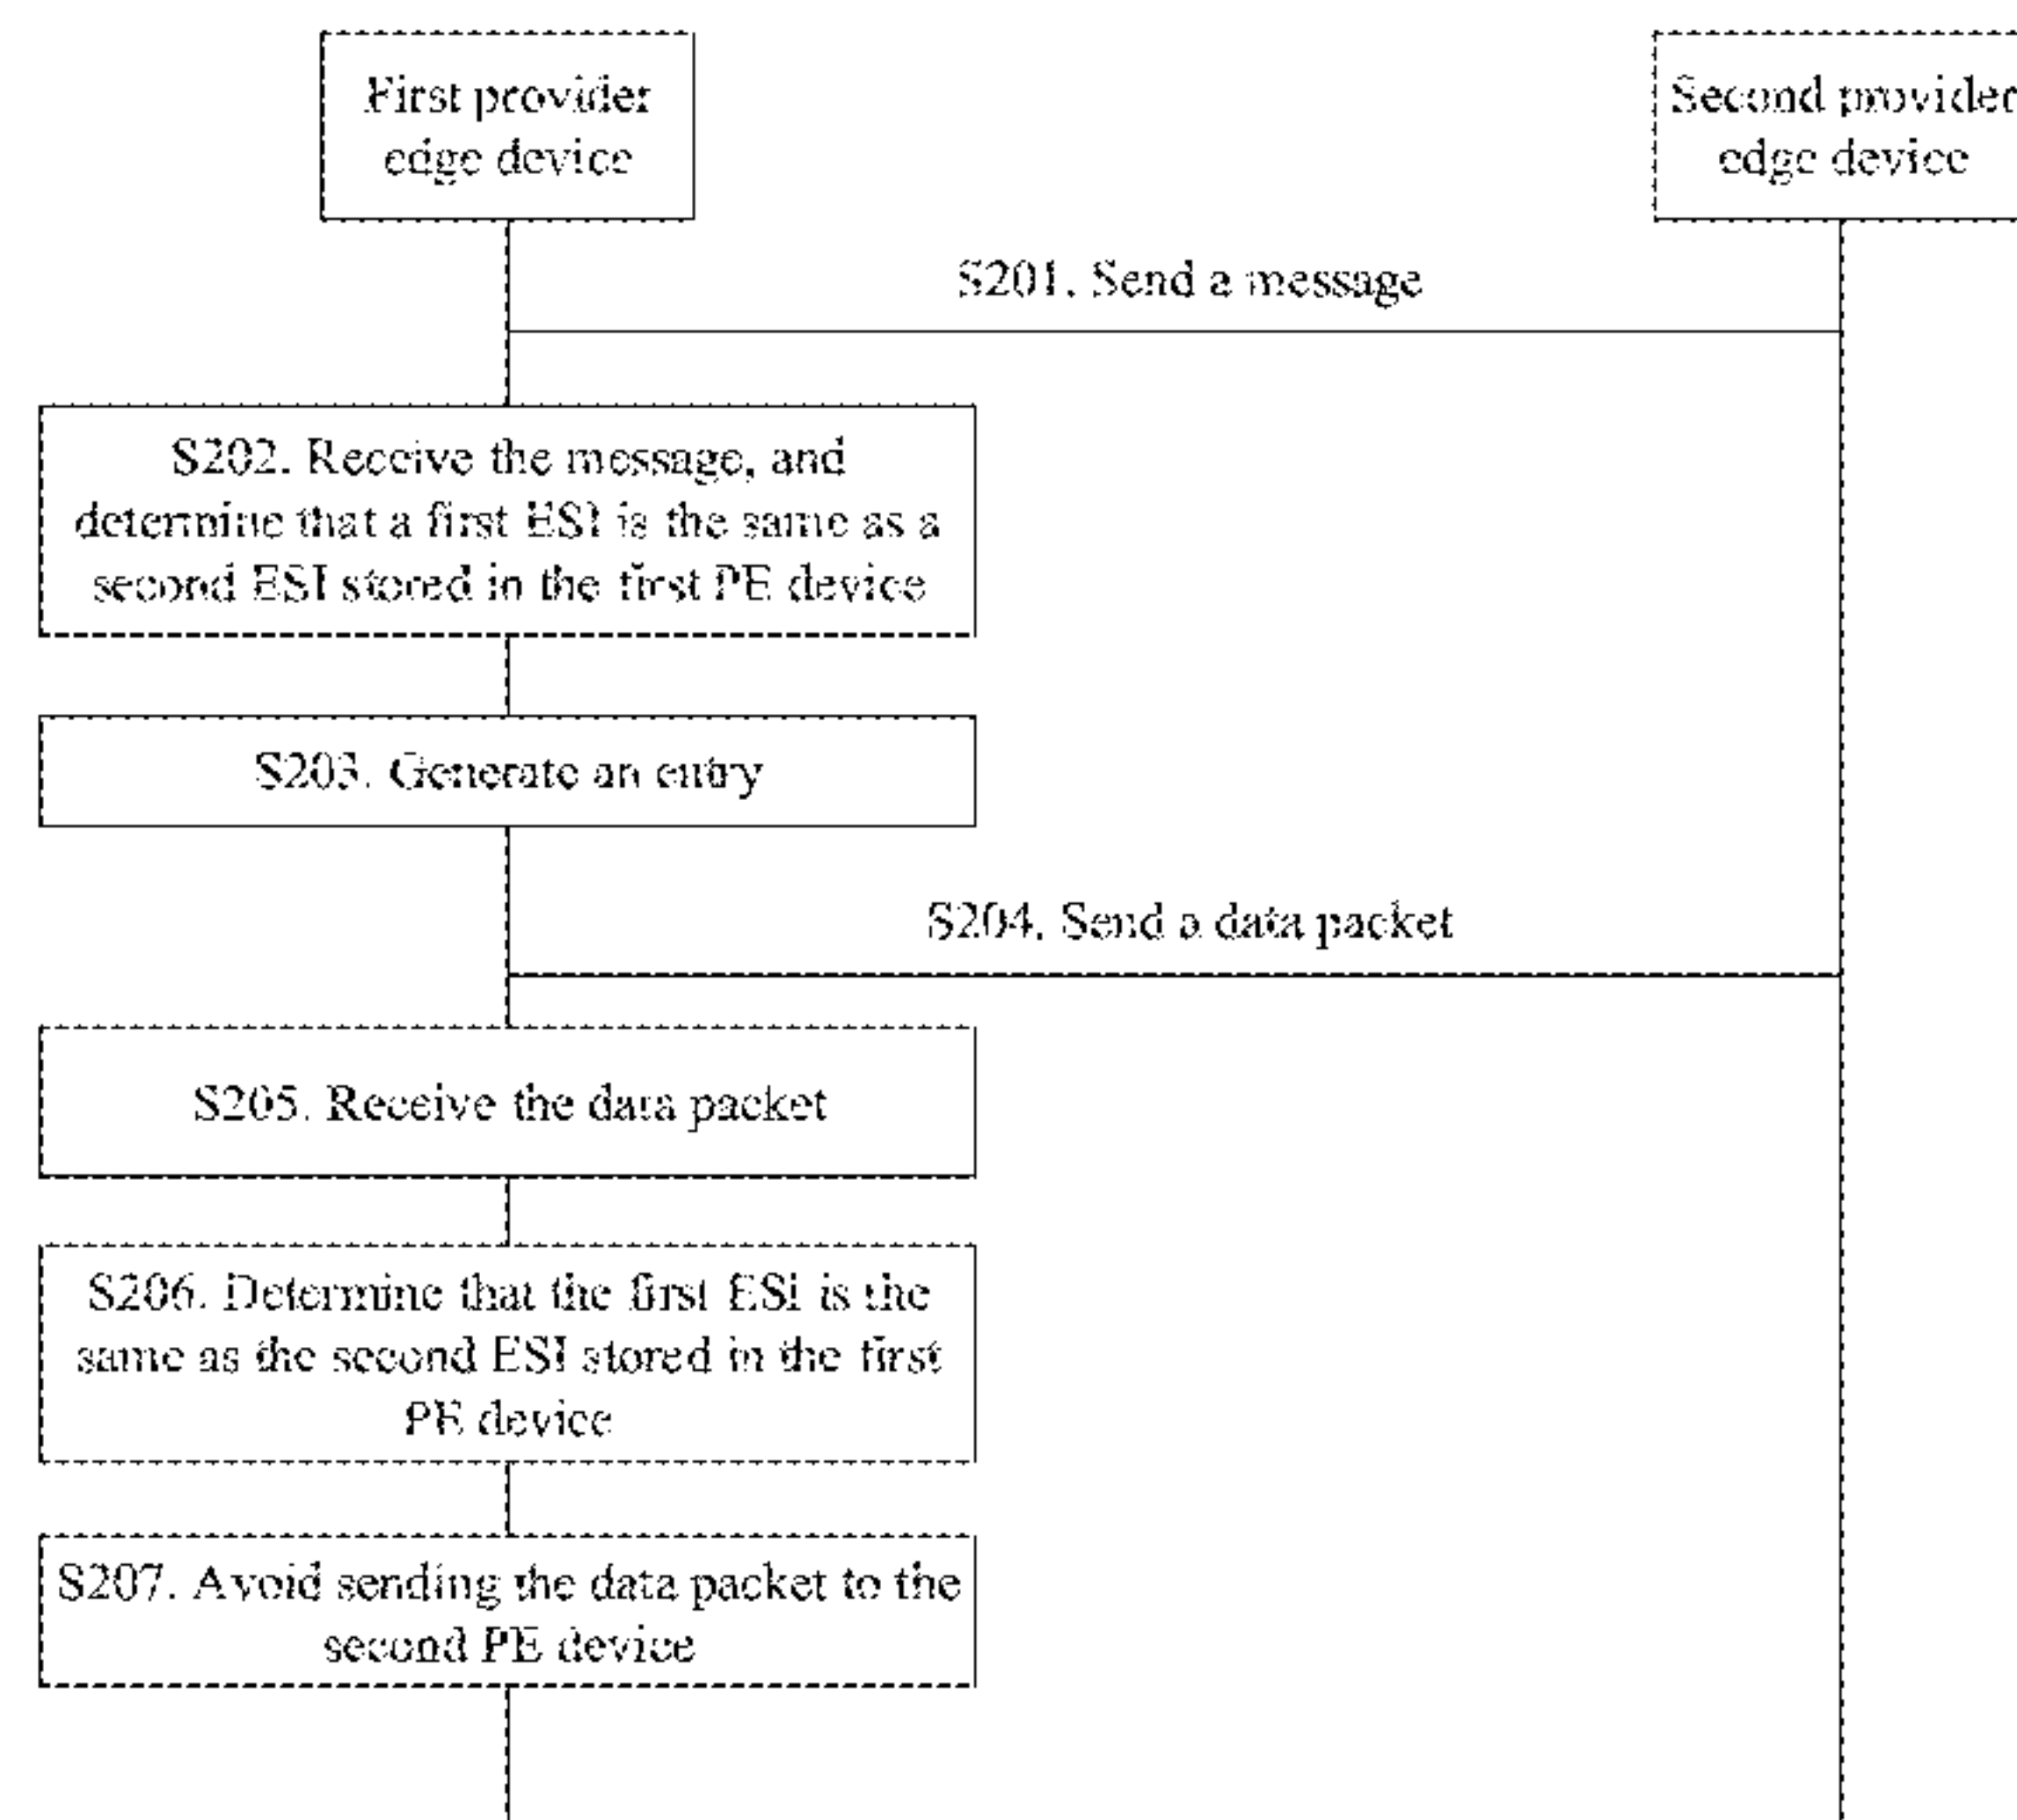 First provider
edge device
Second provider
edge device
S201. Send a message
S202. Receive the message, and
determine that a first ESI is the same as a
second ESI stored in the first PE device
S203. Generate an entry
S204. Send a data packet
S205. Receive the data packet
S206. Determine that the first ESI is the
same as the second ESI stored in the first
PE device
S207. Avoid sending the data packet to the
second PE device